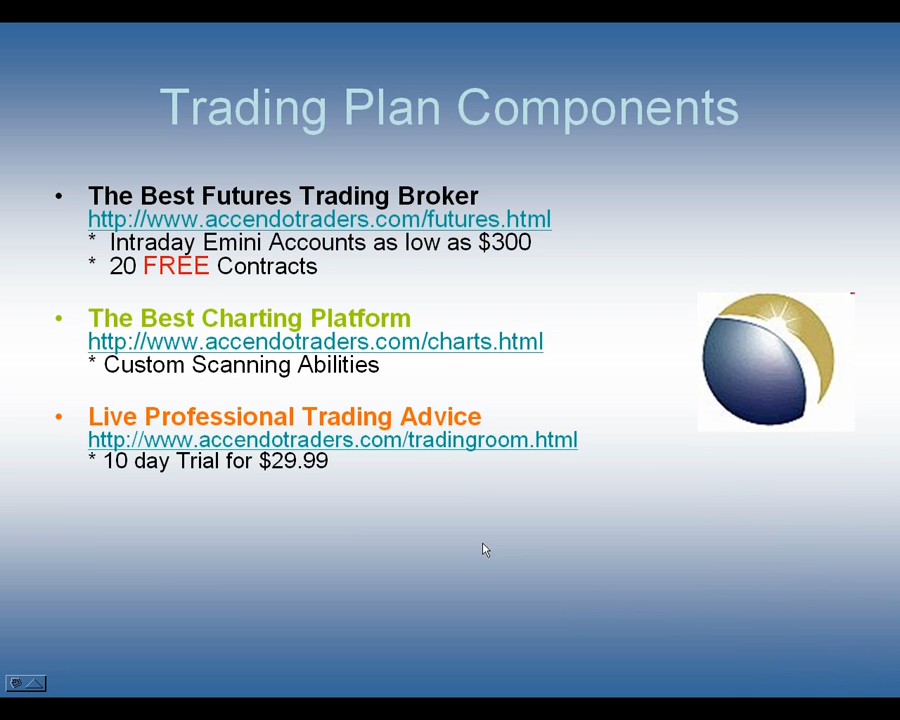 Trading Plan Components
• The Best Futures Trading Broker
http://www.accendotraders.com/futures.html
* Intraday Emini Accounts as low as $300
* 20 FREE Contracts
• The Best Charting Platform
http://www.accendotraders.com/charts.html
* Custom Scanning Abilities
• Live Professional Trading Advice
http://www.accendotraders.com/tradingroom.html
* 10 day Trial for $29.99